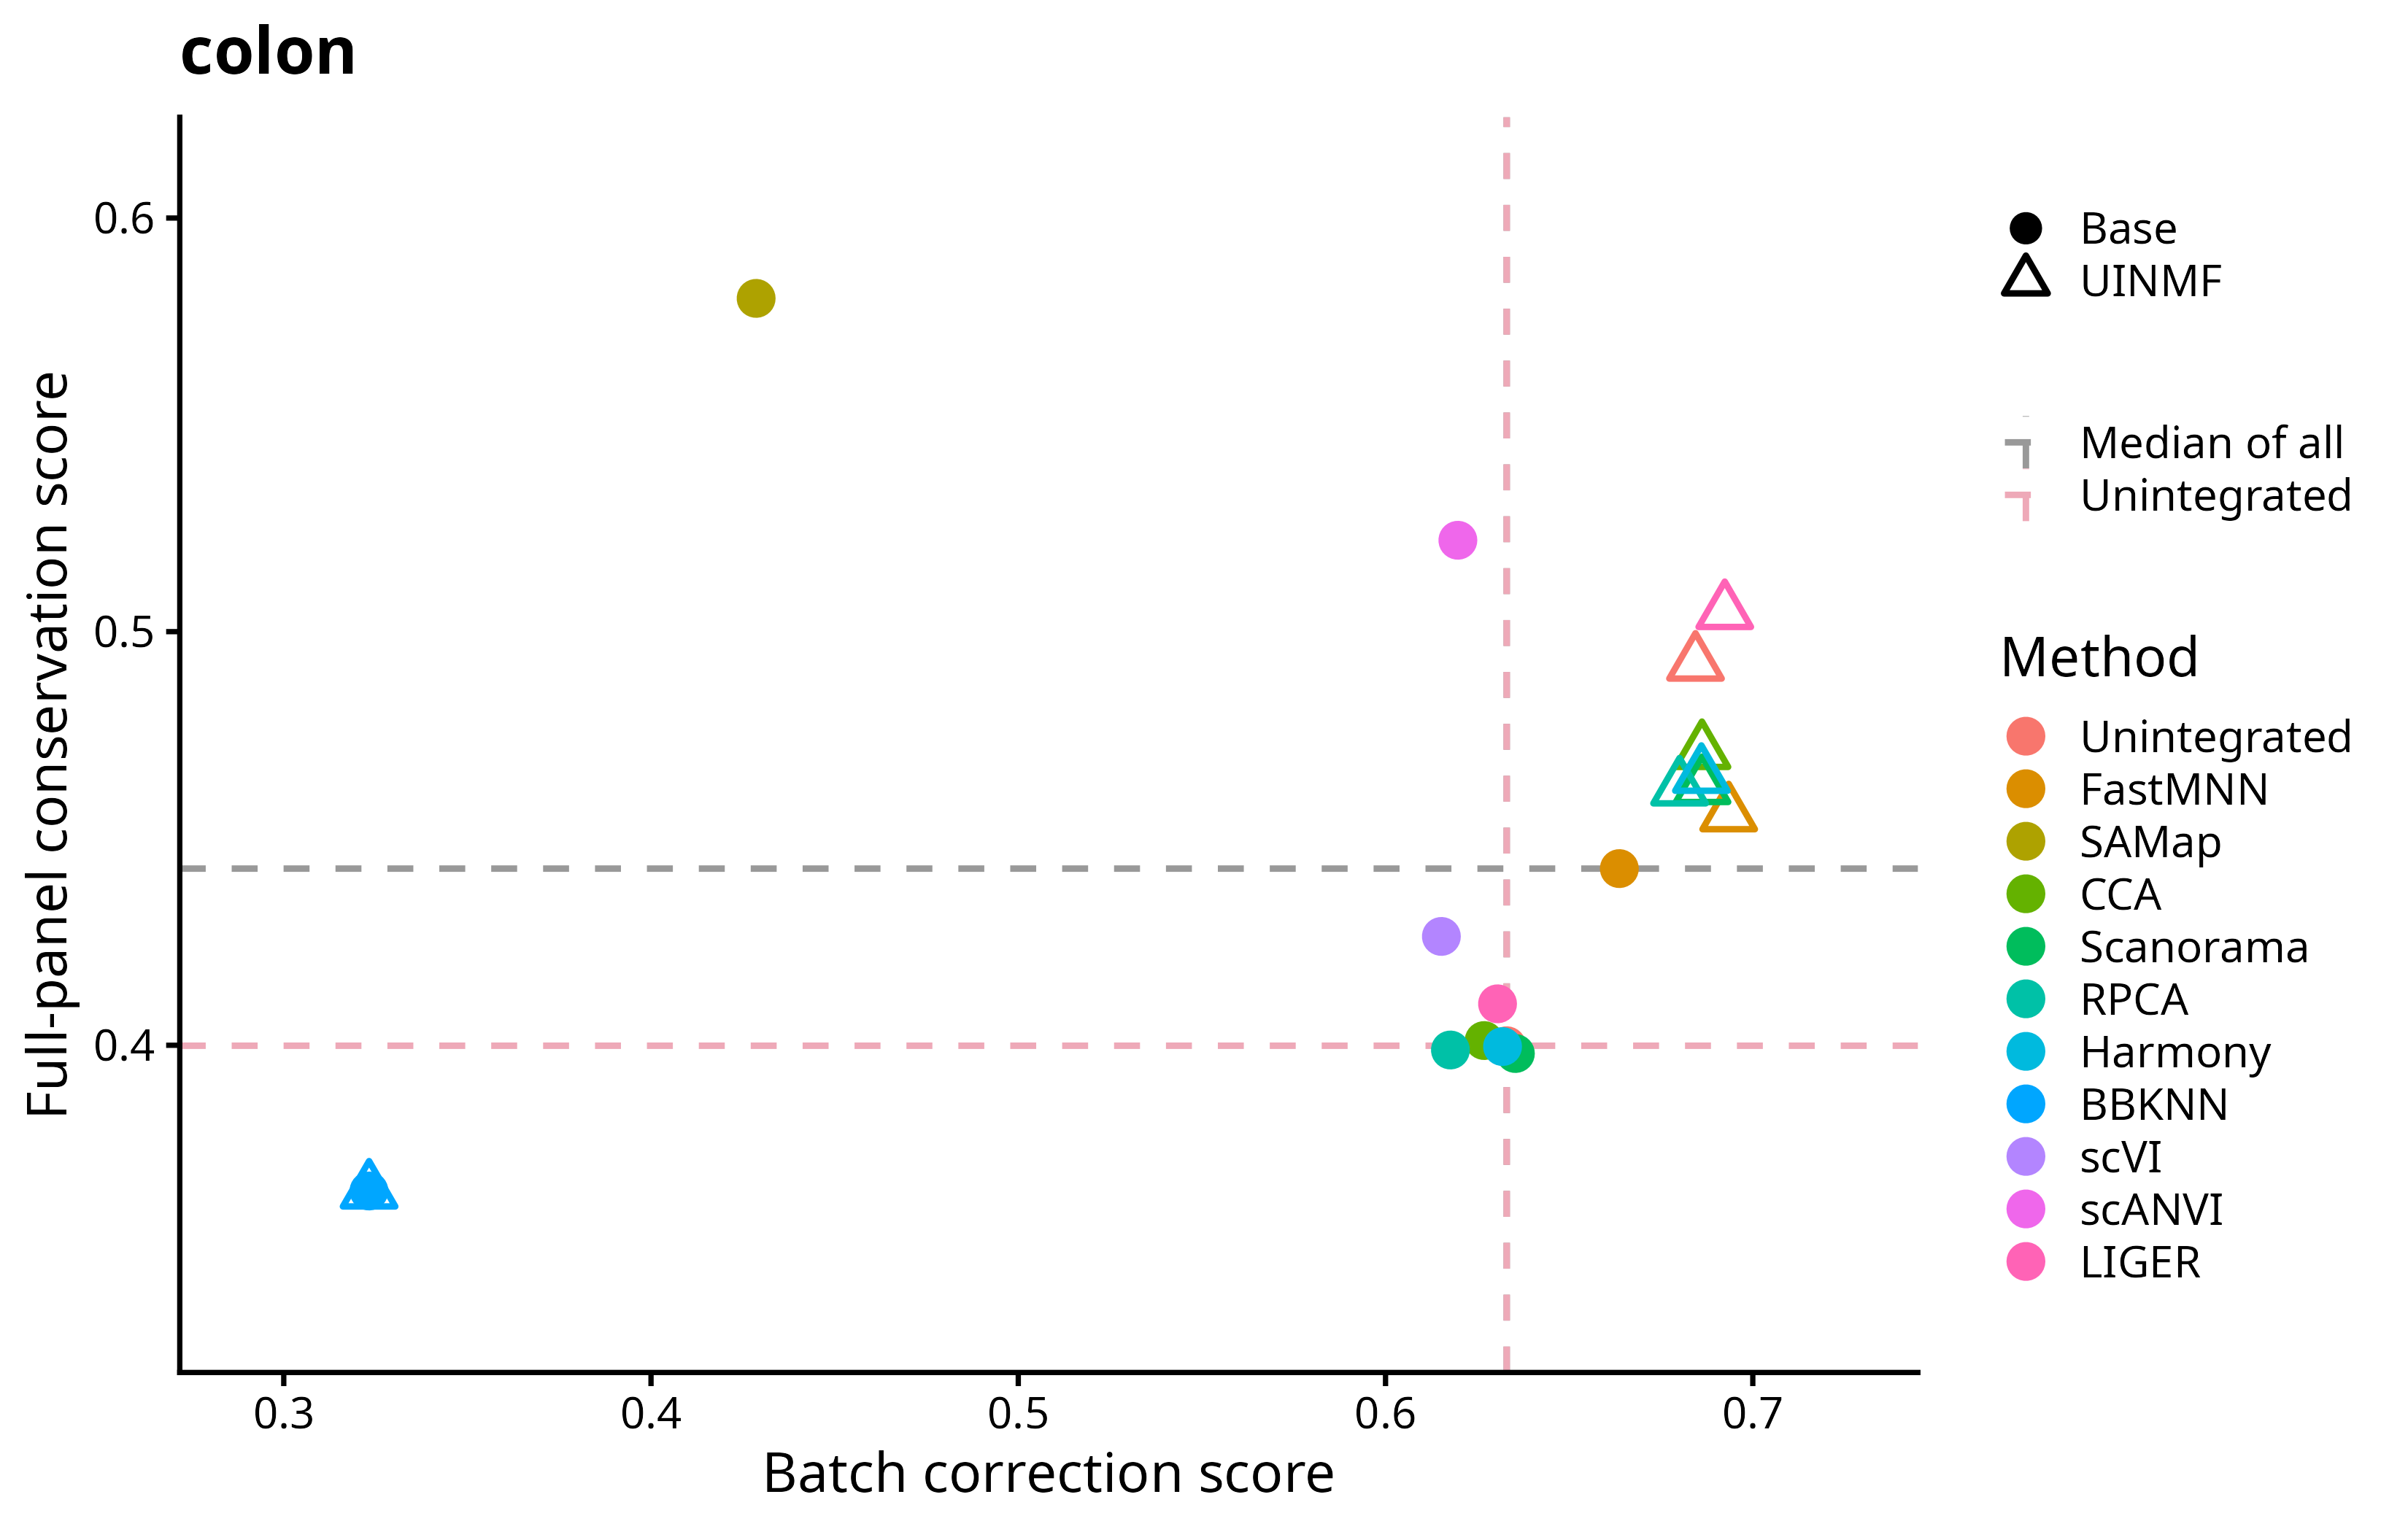 colon
Full-panel conservation score
0.6
0.5
0.4
0.3
0.4
0.5
0.6
0.7
Batch correction score
Base
UINMF
Median of all
Unintegrated
Method
Unintegrated
FastMNN
SAMap
CCA
Scanorama
RPCA
Harmony
BBKNN
scVI
scANVI
LIGER